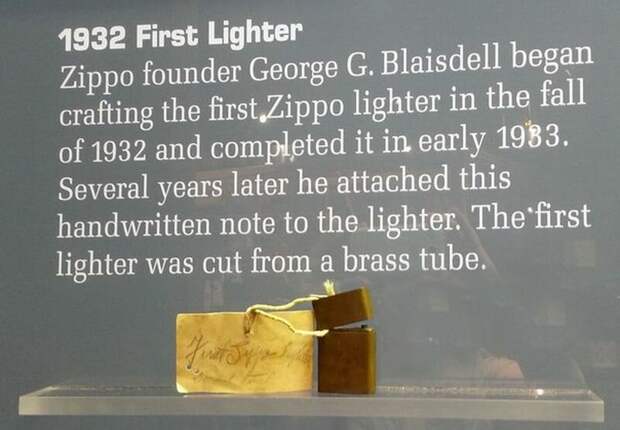 1932 First Lighter
Zippo founder George G. Blaisdell began
crafting the first Zippo lighter in the fall
of 1932 and completed it in early 1933.
Several years later he attached this
handwritten note to the lighter. The first
lighter was cut from a brass tube.
First Zippo